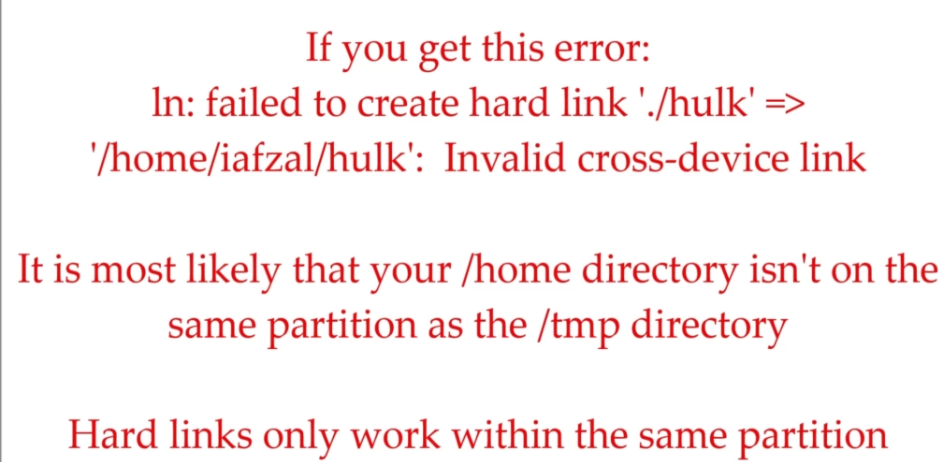 If you get this error:
ln: failed to create hard link './hulk' =>
'/home/iafzal/hulk':  Invalid cross-device link
It is most likely that your /home directory isn't on the
same partition as the /tmp directory
Hard links only work within the same partition